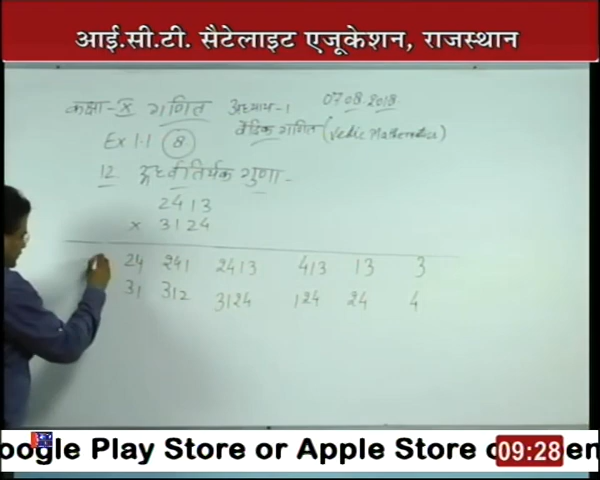 आई.सी.टी. सैटेलाइट एजूकेशन, राजस्थान
कक्षा-X गणित अध्याय-1 07.08.2018
Ex 1.1 8 वैदिक गणित (Vedic Mathematics)
12. ऊर्ध्वतिर्यक गुणा -
2413
× 3124
24 241 2413 413 13 3
31 312 3124 124 24 4
oogle Play Store or Apple Store
09:28
en